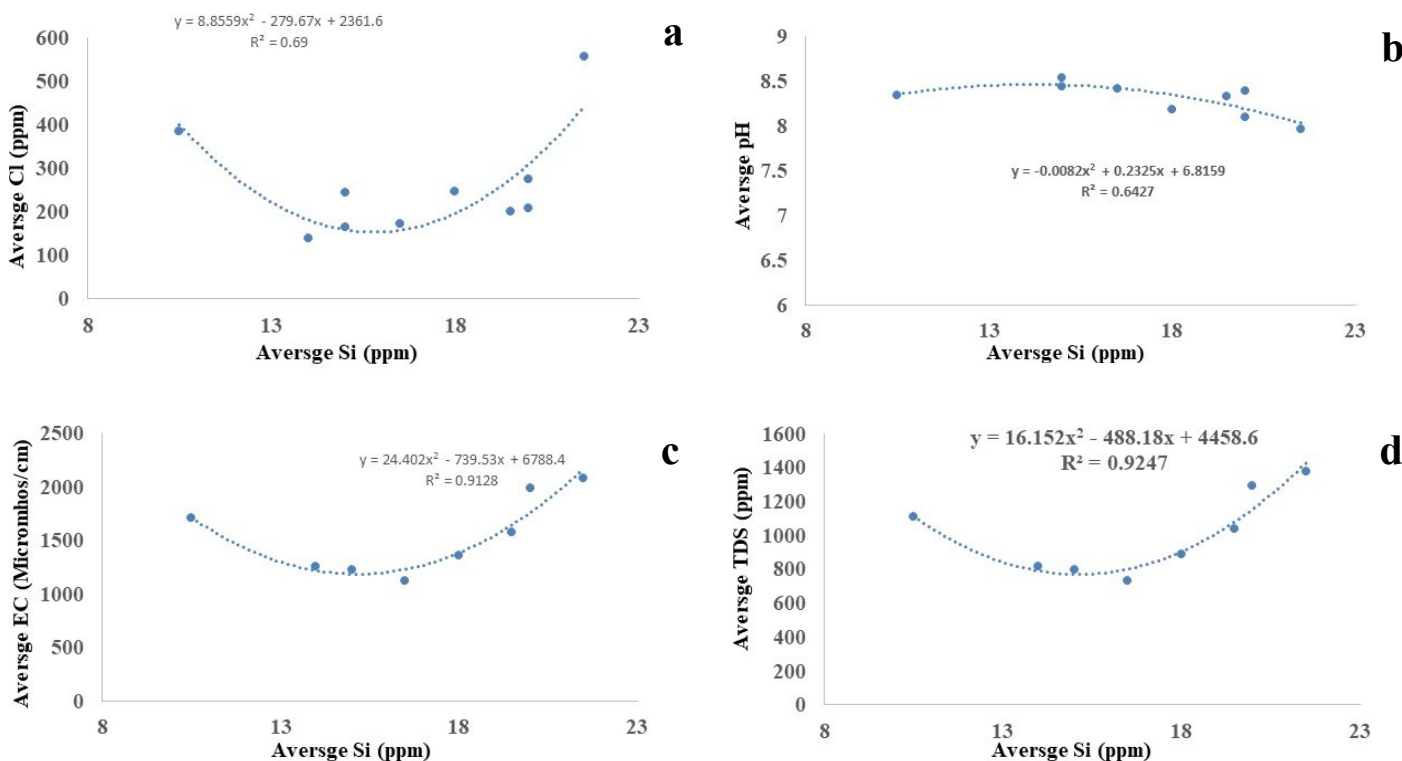 y = 8.8559x² - 279.67x + 2361.6
R² = 0.69
a
600
500
400
300
200
100
0
Aversge Cl (ppm)
8
13
18
23
Aversge Si (ppm)
b
9
8.5
8
7.5
7
6.5
6
Aversge pH
y = -0.0082x² + 0.2325x + 6.8159
R² = 0.6427
8
13
18
23
Aversge Si (ppm)
c
2500
2000
1500
1000
500
0
Aversge EC (Micromhos/cm)
y = 24.402x² - 739.53x + 6788.4
R² = 0.9128
8
13
18
23
Aversge Si (ppm)
d
1600
1400
1200
1000
800
600
400
200
0
Aversge TDS (ppm)
y = 16.152x² - 488.18x + 4458.6
R² = 0.9247
8
13
18
23
Aversge Si (ppm)